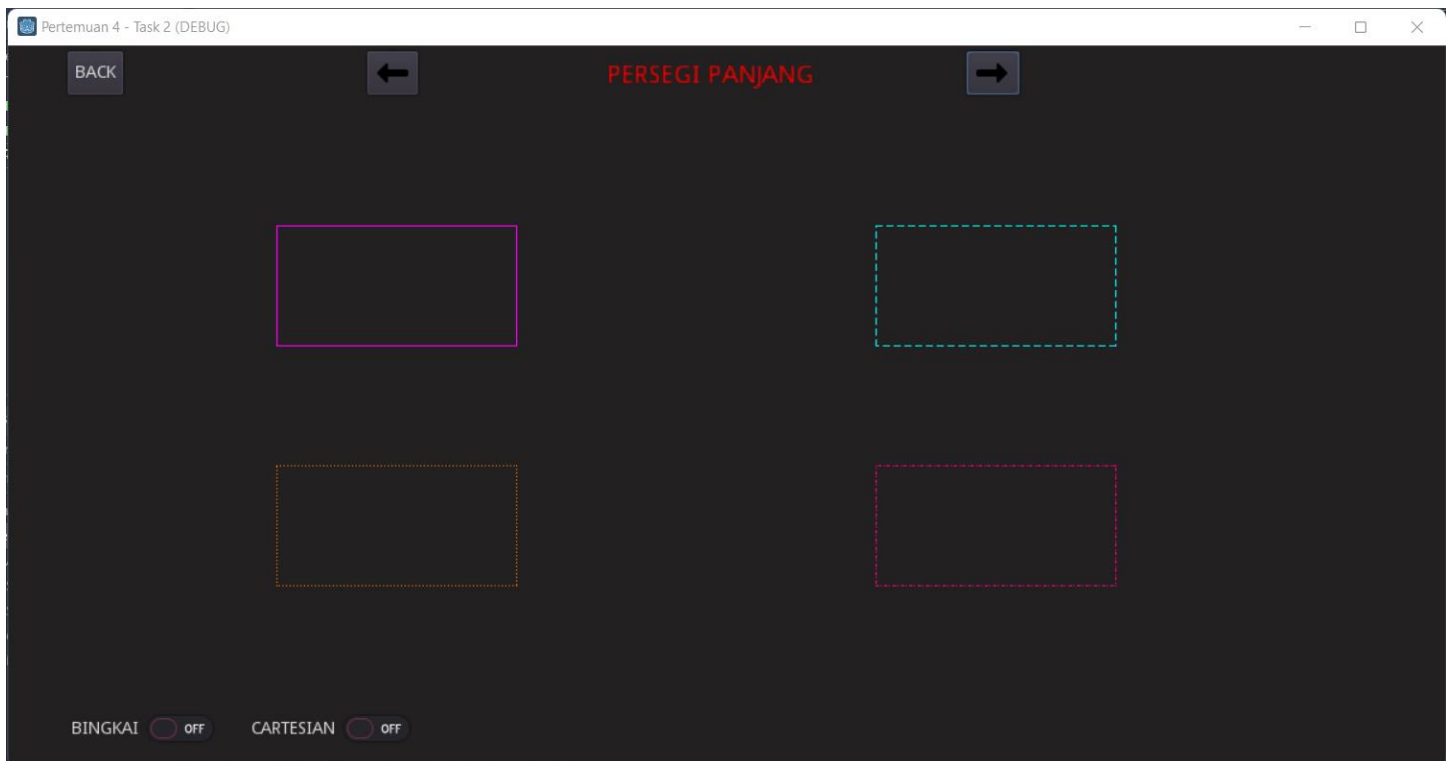 Pertemuan 4 - Task 2 (DEBUG)
BACK
PERSEGI PANJANG
BINGKAI OFF CARTESIAN OFF